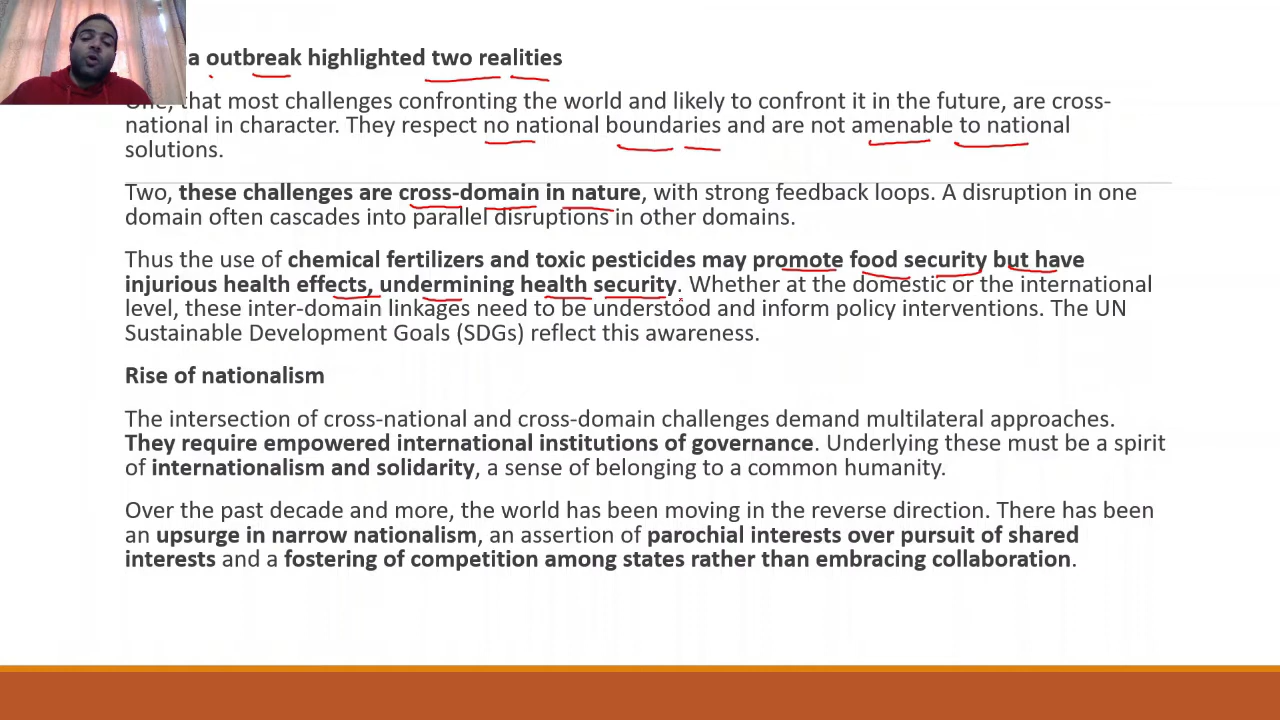 a outbreak highlighted two realities
One, that most challenges confronting the world and likely to confront it in the future, are cross-
national in character. They respect no national boundaries and are not amenable to national
solutions.
Two, these challenges are cross-domain in nature, with strong feedback loops. A disruption in one
domain often cascades into parallel disruptions in other domains.
Thus the use of chemical fertilizers and toxic pesticides may promote food security but have
injurious health effects, undermining health security. Whether at the domestic or the international
level, these inter-domain linkages need to be understood and inform policy interventions. The UN
Sustainable Development Goals (SDGs) reflect this awareness.
Rise of nationalism
The intersection of cross-national and cross-domain challenges demand multilateral approaches.
They require empowered international institutions of governance. Underlying these must be a spirit
of internationalism and solidarity, a sense of belonging to a common humanity.
Over the past decade and more, the world has been moving in the reverse direction. There has been
an upsurge in narrow nationalism, an assertion of parochial interests over pursuit of shared
interests and a fostering of competition among states rather than embracing collaboration.